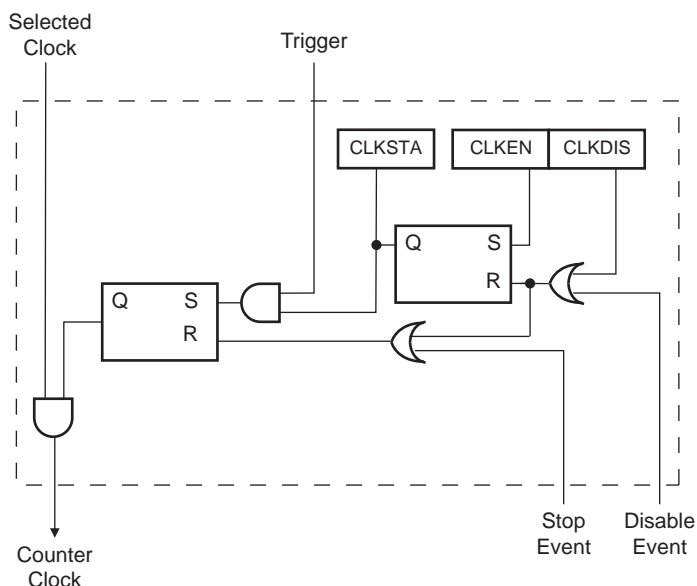 Selected
Clock
Trigger
CLKSTA
CLKEN
CLKDIS
Q
S
R
Q
S
R
Stop
Event
Disable
Event
Counter
Clock